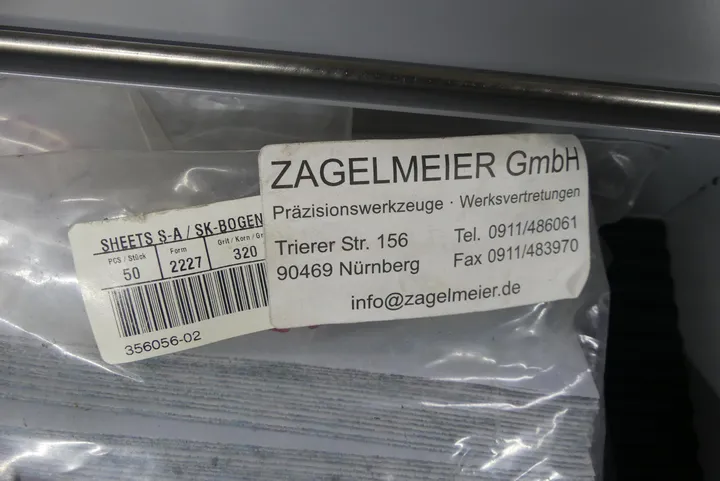 ZAGELMEIER GmbH
Präzisionswerkzeuge · Werksvertretungen
Trierer Str. 156
90469 Nürnberg
Tel. 0911/486061
Fax 0911/483970
info@zagelmeier.de
SHEETS S-A / SK-BOGEN
PCS / Stück
50
Form
2227
Grit / Korn / Gr
320
356056-02